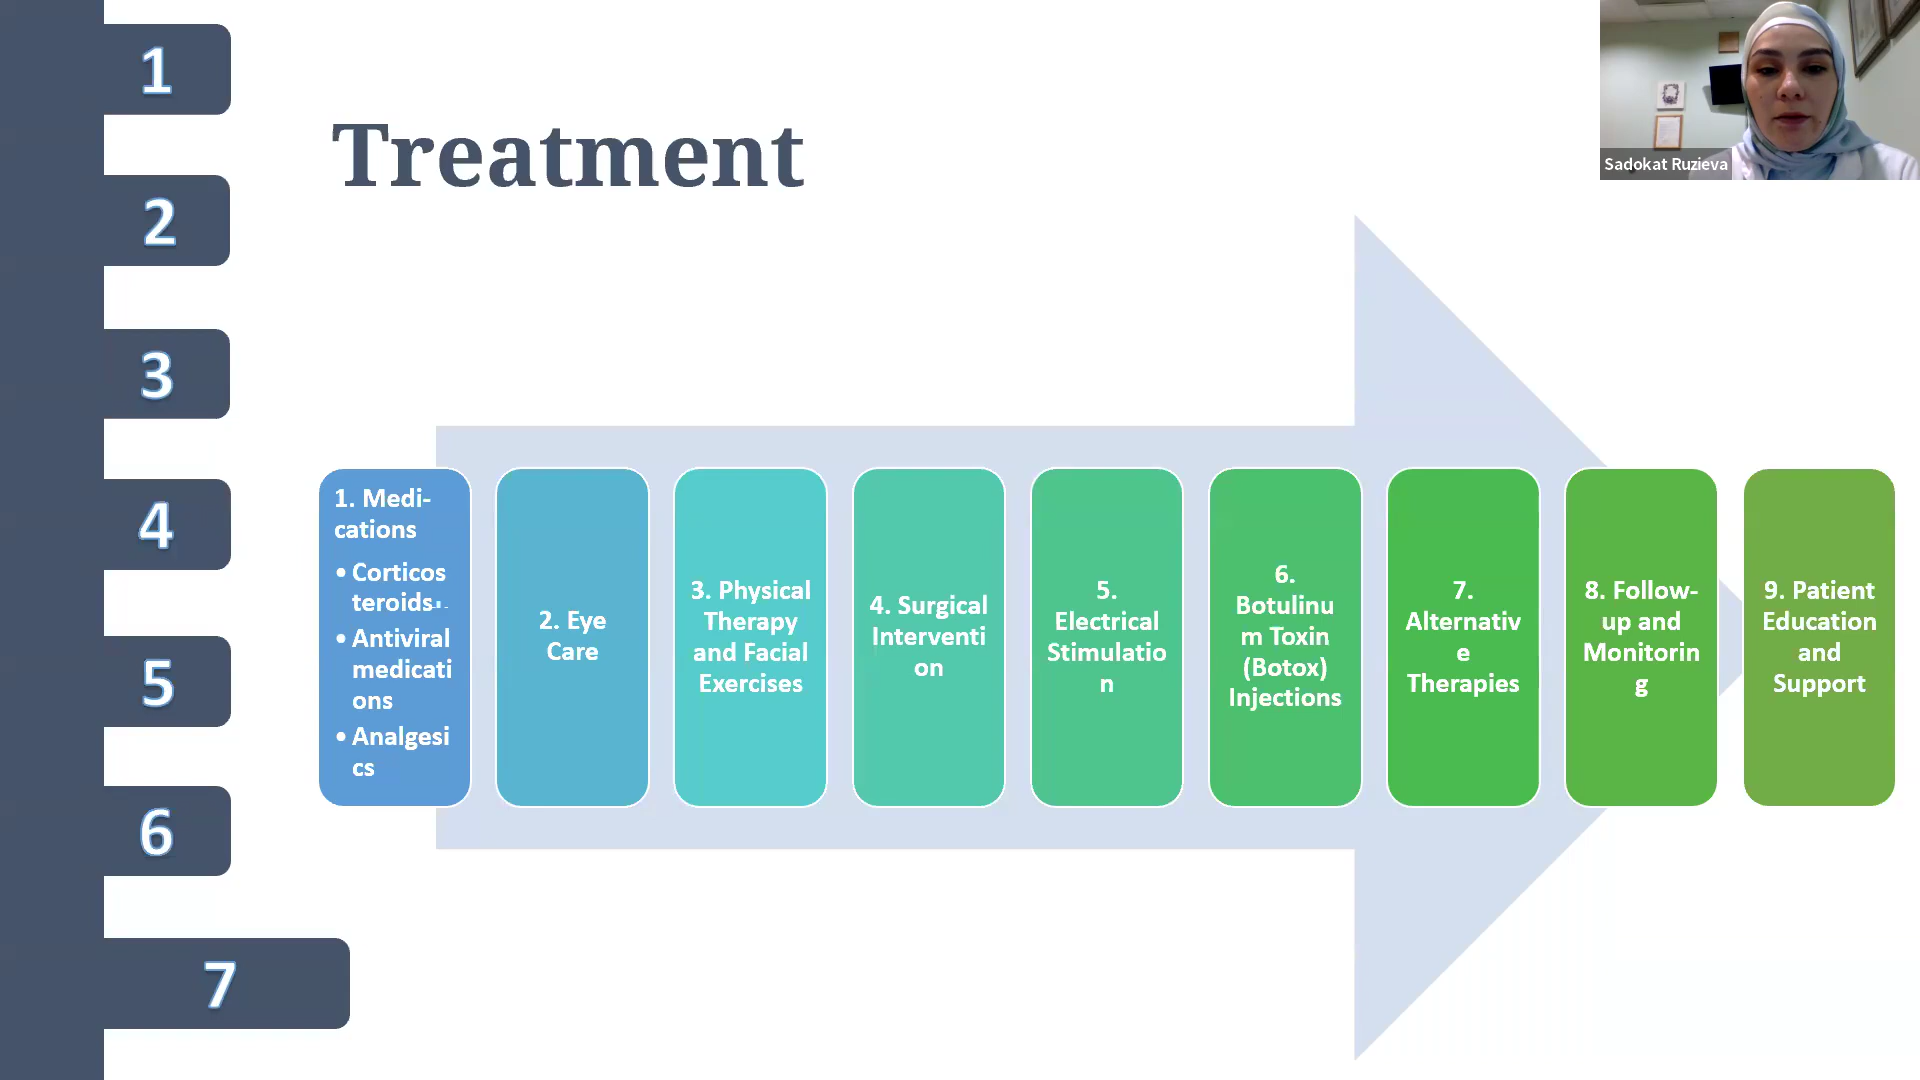 1
2
3
4
5
6
7
Treatment
1. Medi-
cations
• Corticos
teroids
• Antiviral
medicati
ons
• Analgesi
cs
2. Eye
Care
3. Physical
Therapy
and Facial
Exercises
4. Surgical
Interventi
on
5.
Electrical
Stimulatio
n
6.
Botulinu
m Toxin
(Botox)
Injections
7.
Alternativ
e
Therapies
8. Follow-
up and
Monitorin
g
9. Patient
Education
and
Support
Sadokat Ruzieva